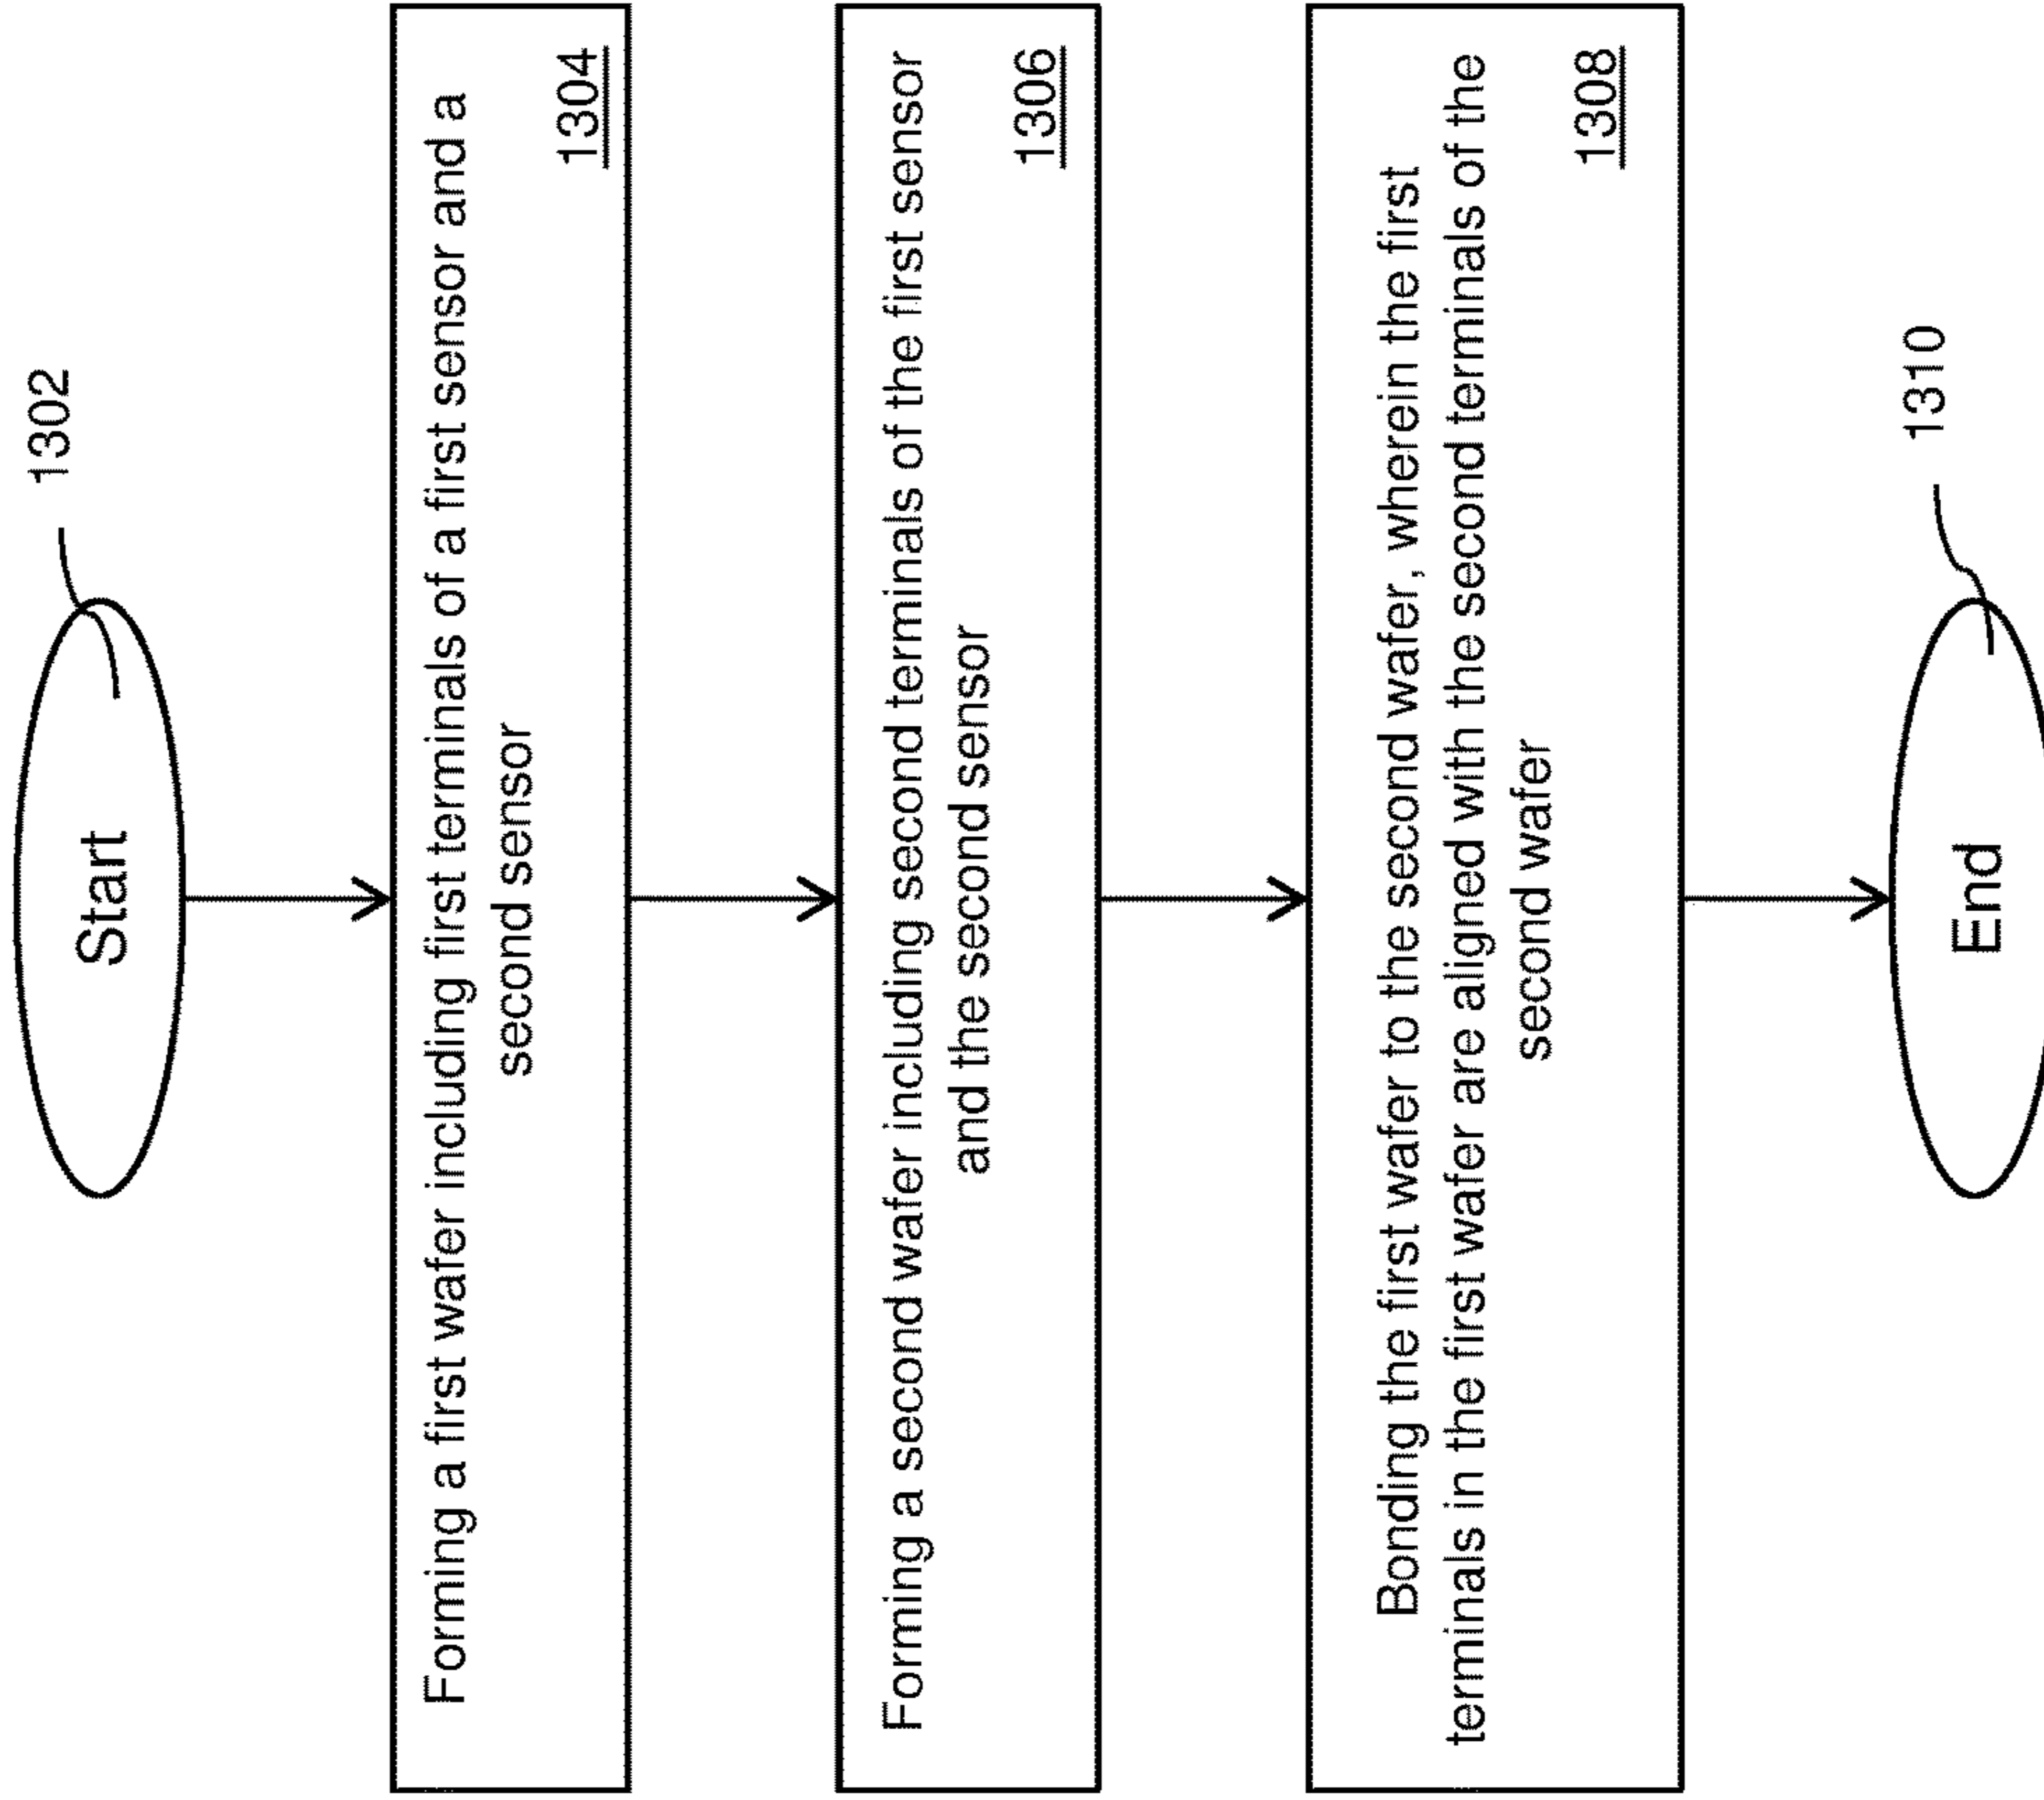 Start
1302
Forming a first wafer including first terminals of a first sensor and a
second sensor
1304
Forming a second wafer including second terminals of the first sensor
and the second sensor
1306
Bonding the first wafer to the second wafer, wherein the first
terminals in the first wafer are aligned with the second terminals of the
second wafer
1308
End
1310